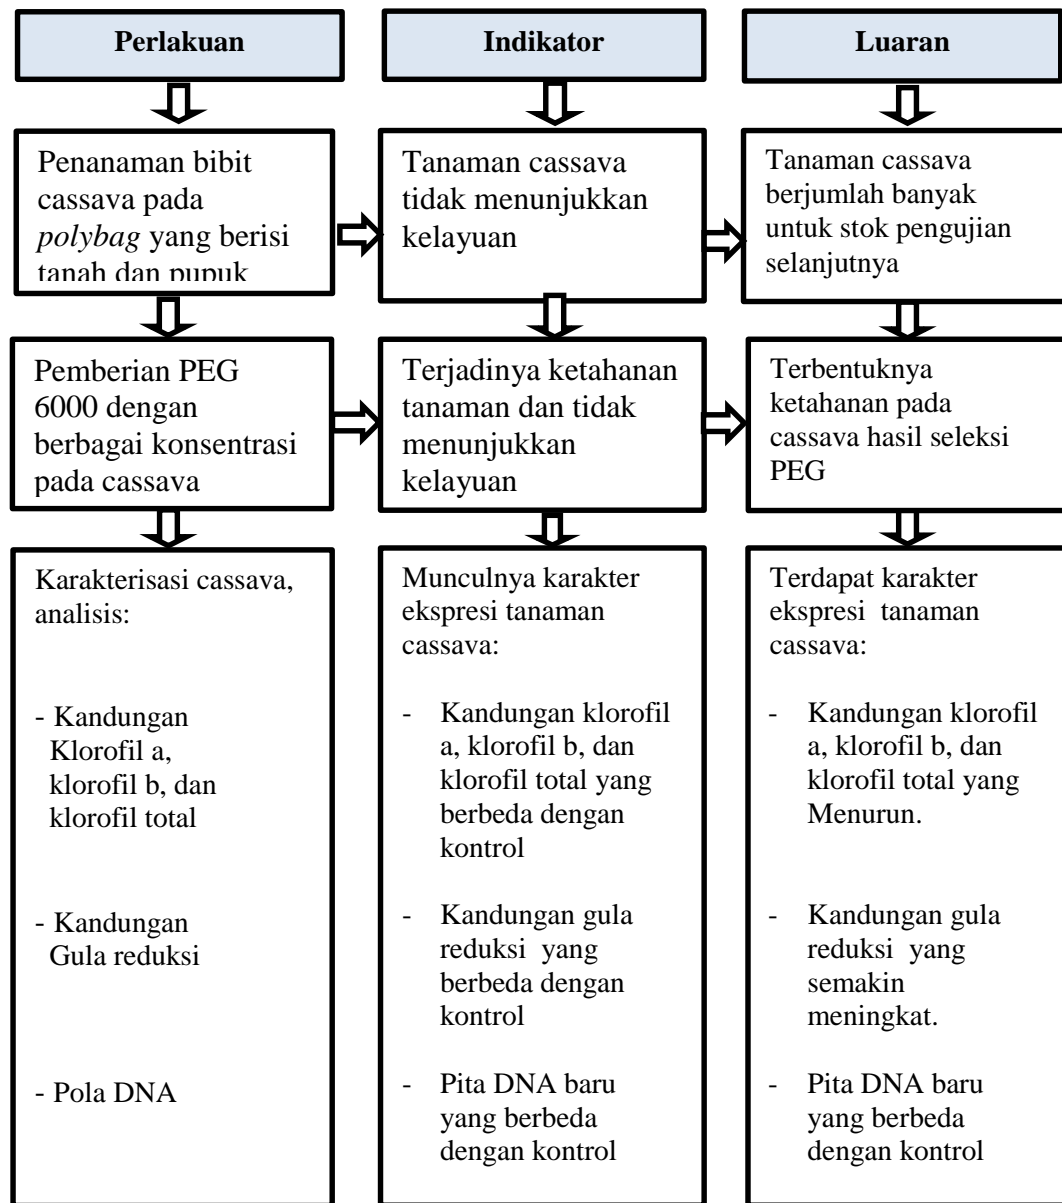 Perlakuan
Indikator
Luaran
Penanaman bibit
cassava pada
polybag yang berisi
tanah dan pupuk
Tanaman cassava
tidak menunjukkan
kelayuan
Tanaman cassava
berjumlah banyak
untuk stok pengujian
selanjutnya
Pemberian PEG
6000 dengan
berbagai konsentrasi
pada cassava
Terjadinya ketahanan
tanaman dan tidak
menunjukkan
kelayuan
Terbentuknya
ketahanan pada
cassava hasil seleksi
PEG
Karakterisasi cassava,
analisis:
- Kandungan
Klorofil a,
klorofil b, dan
klorofil total
- Kandungan
Gula reduksi
- Pola DNA
Munculnya karakter
ekspresi tanaman
cassava:
- Kandungan klorofil
a, klorofil b, dan
klorofil total yang
berbeda dengan
kontrol
- Kandungan gula
reduksi yang
berbeda dengan
kontrol
- Pita DNA baru
yang berbeda
dengan kontrol
Terdapat karakter
ekspresi tanaman
cassava:
- Kandungan klorofil
a, klorofil b, dan
klorofil total yang
Menurun.
- Kandungan gula
reduksi yang
semakin
meningkat.
- Pita DNA baru
yang berbeda
dengan kontrol